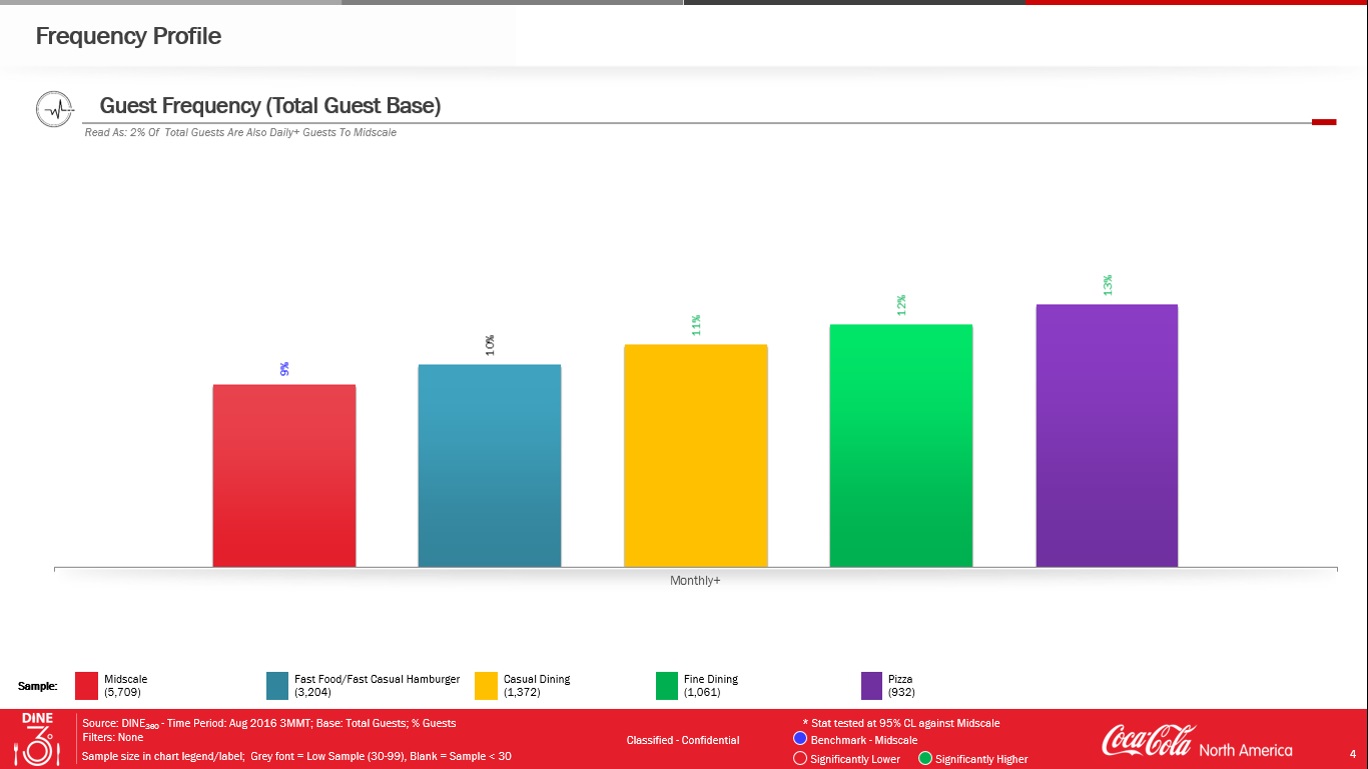 Frequency Profile
Guest Frequency (Total Guest Base)
Read As: 2% Of Total Guests Are Also Daily+ Guests To Midscale
9%
10%
11%
12%
13%
Monthly+
Sample:
Midscale
(5,709)
Fast Food/Fast Casual Hamburger
(3,204)
Casual Dining
(1,372)
Fine Dining
(1,061)
Pizza
(932)
DINE
36
Source: DINE360 - Time Period: Aug 2016 3MMT; Base: Total Guests; % Guests
Filters: None
Sample size in chart legend/label; Grey font = Low Sample (30-99), Blank = Sample < 30
Classified - Confidential
* Stat tested at 95% CL against Midscale
Benchmark - Midscale
Significantly Lower
Significantly Higher
Coca-Cola North America
4